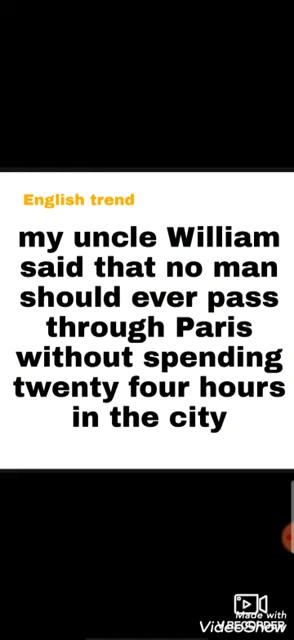 English trend
my uncle William
said that no man
should ever pass
through Paris
without spending
twenty four hours
in the city
Made with
V RECORDER
VideoShow